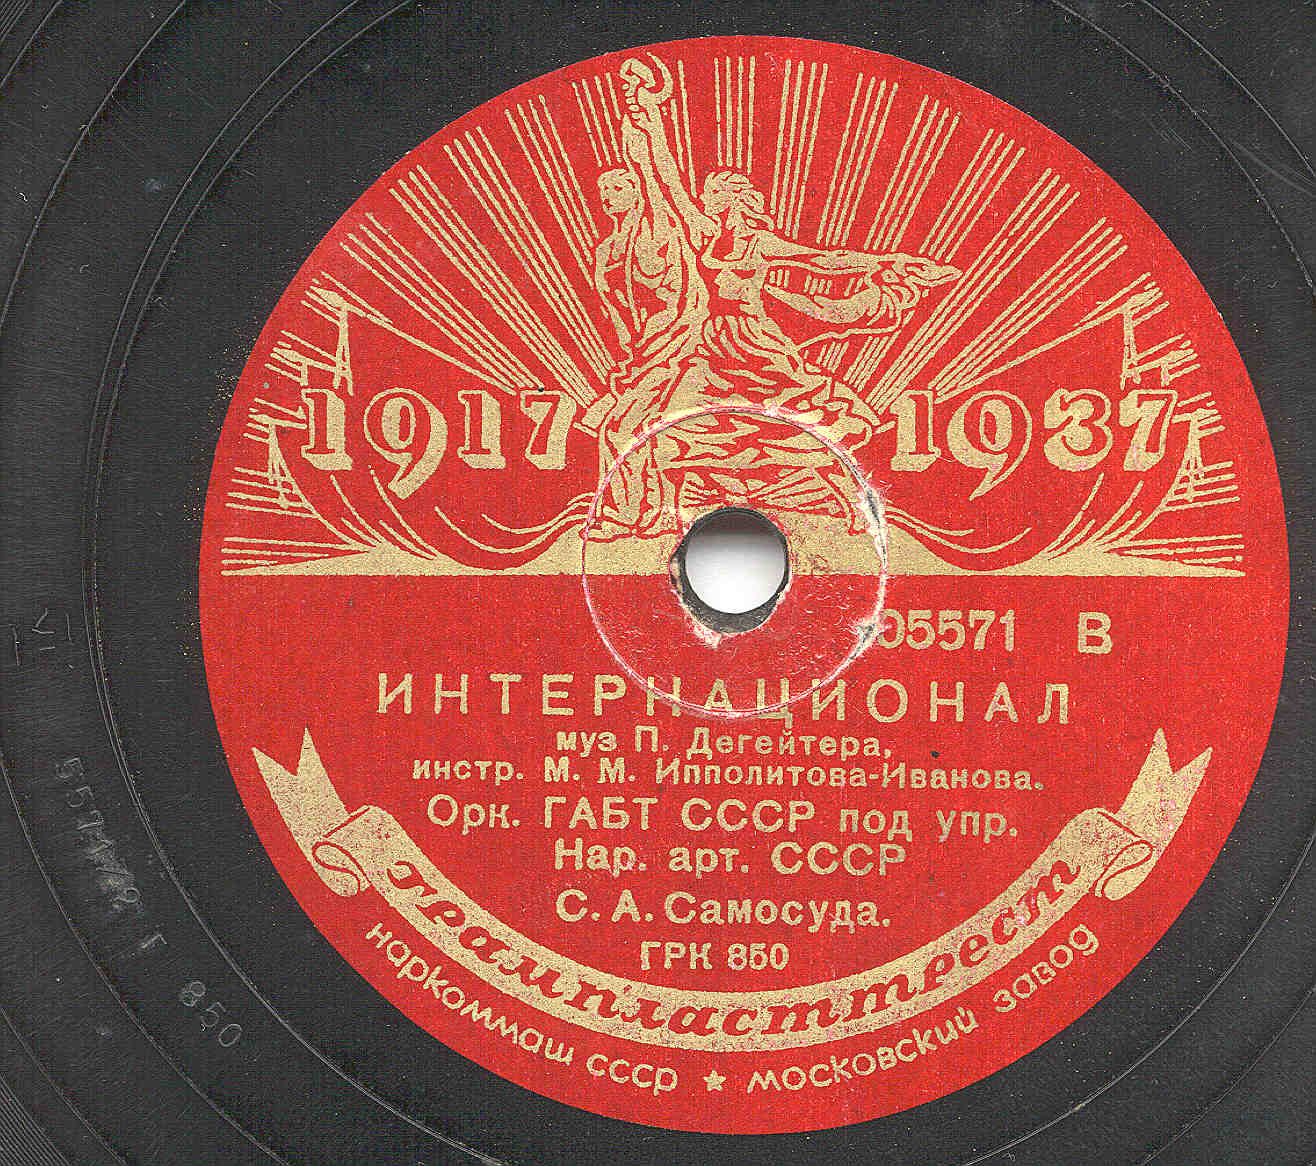 1917 1937
05571 В
ИНТЕРНАЦИОНАЛ
муз П. Дегейтера,
инстр. М. М. Ипполитова-Иванова.
Орк. ГАБТ СССР под упр.
Нар. арт. СССР
С. А. Самосуда.
ГРК 850
грампласттрест
наркоммаш ссср ★ московский завод
850